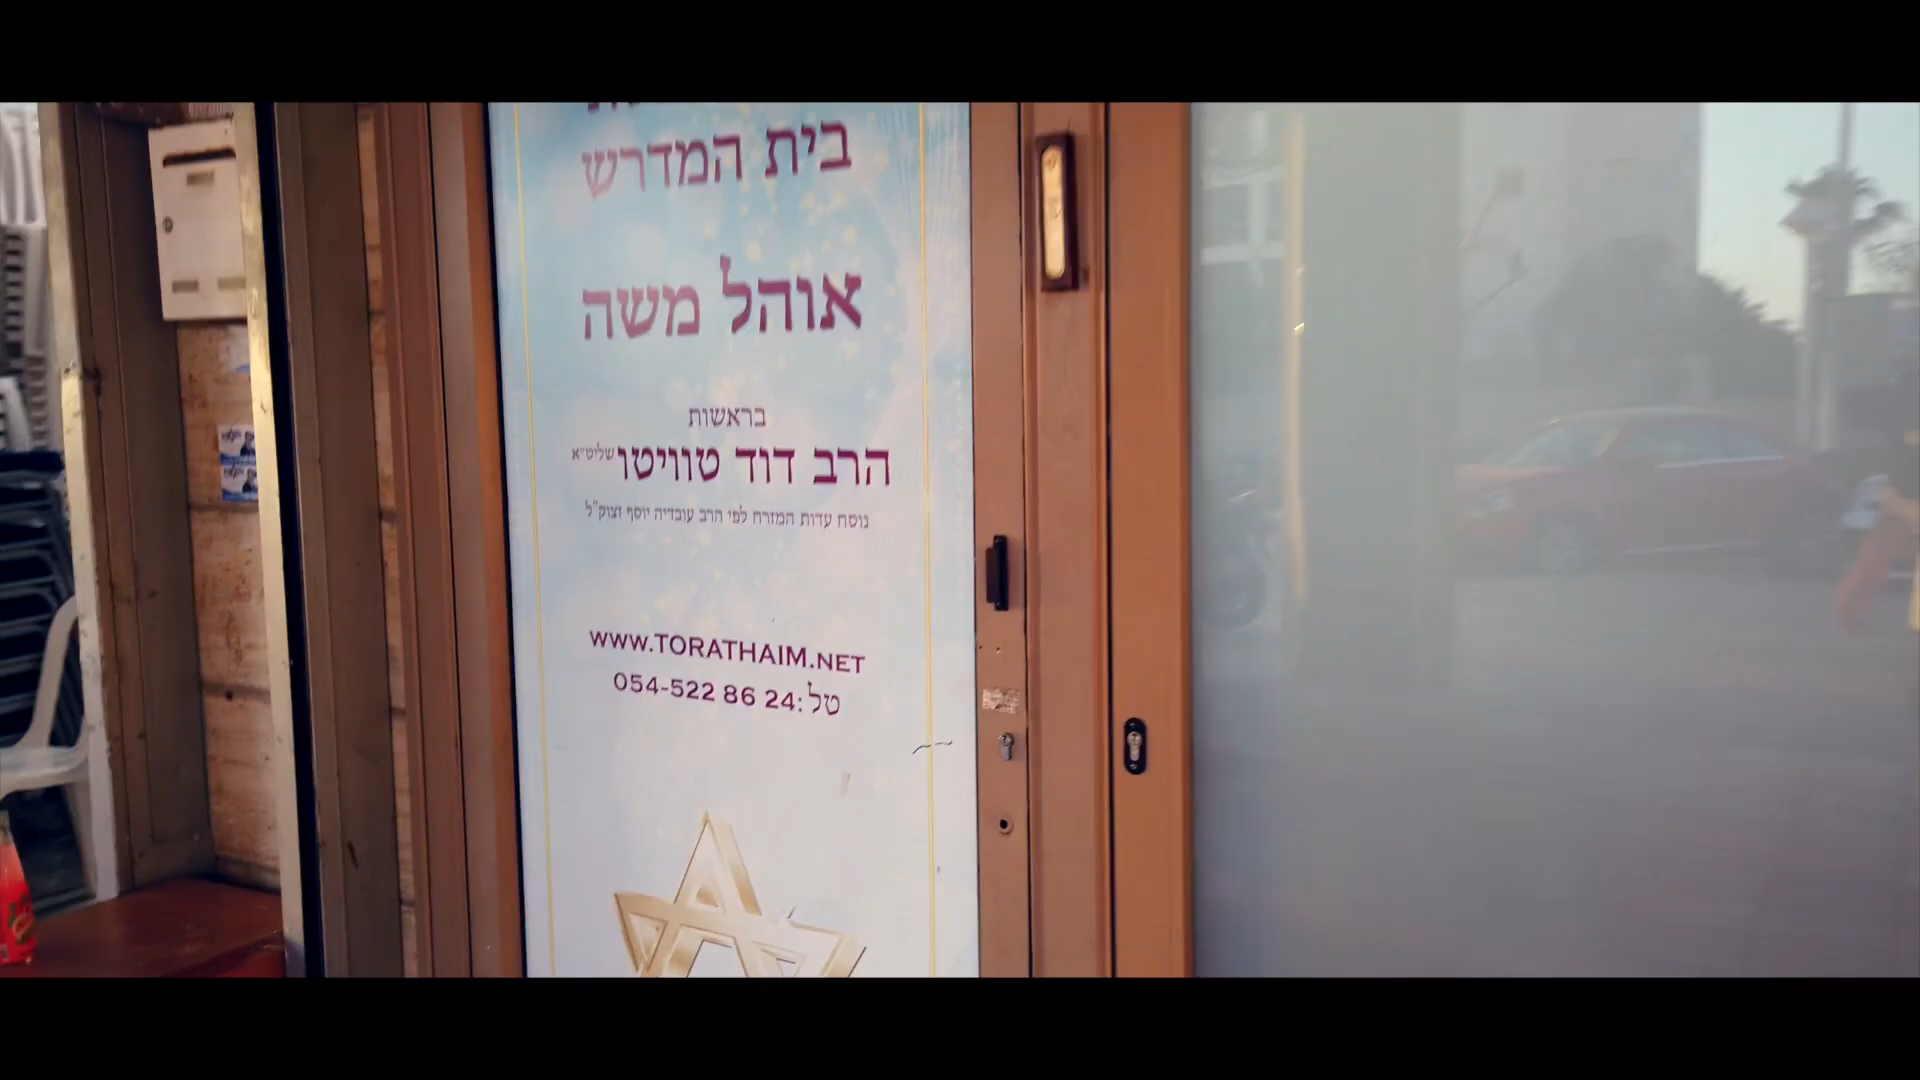 בית המדרש
אוהל משה
בראשות
הרב דוד טוויטו שליט"א
נוסח עדות המזרח לפי הרב עובדיה יוסף זצוק"ל
www.TORATHAIM.NET
טל: 054-522 86 24